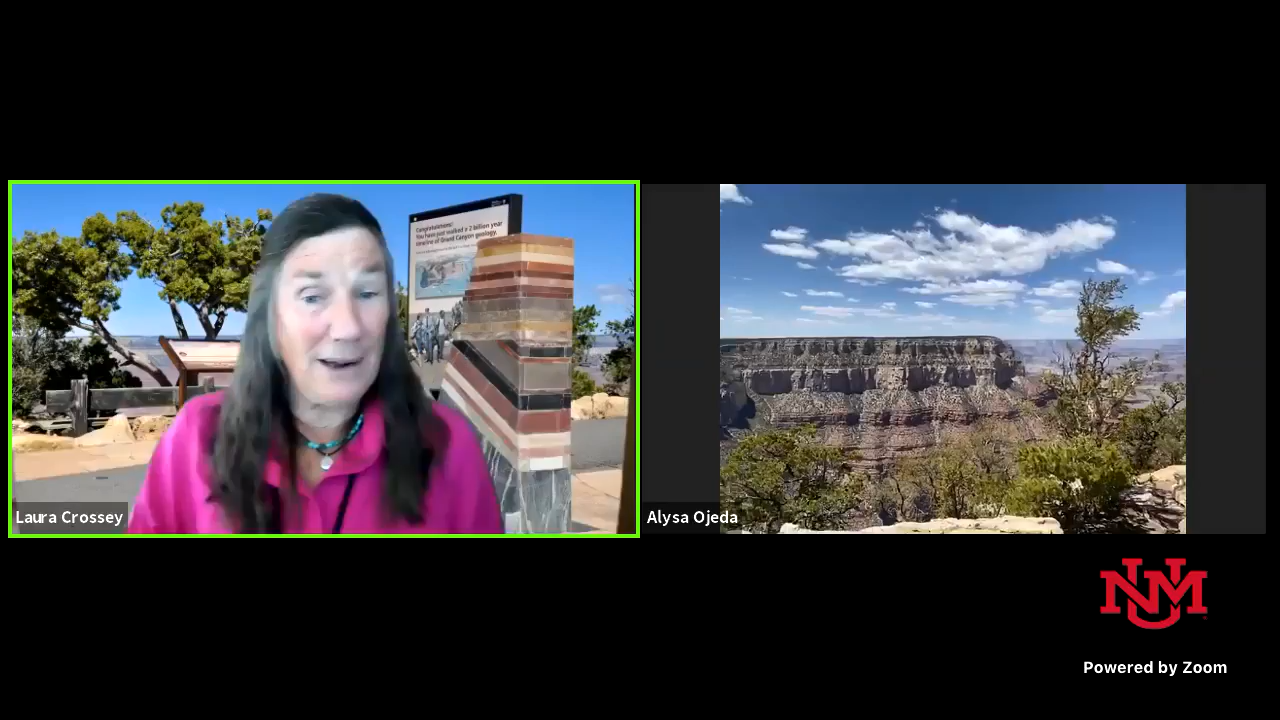 Congratulations!
You have just walked a 2 billion year
timeline of Grand Canyon geology.
Laura Crossey
Alysa Ojeda
UNM
Powered by Zoom